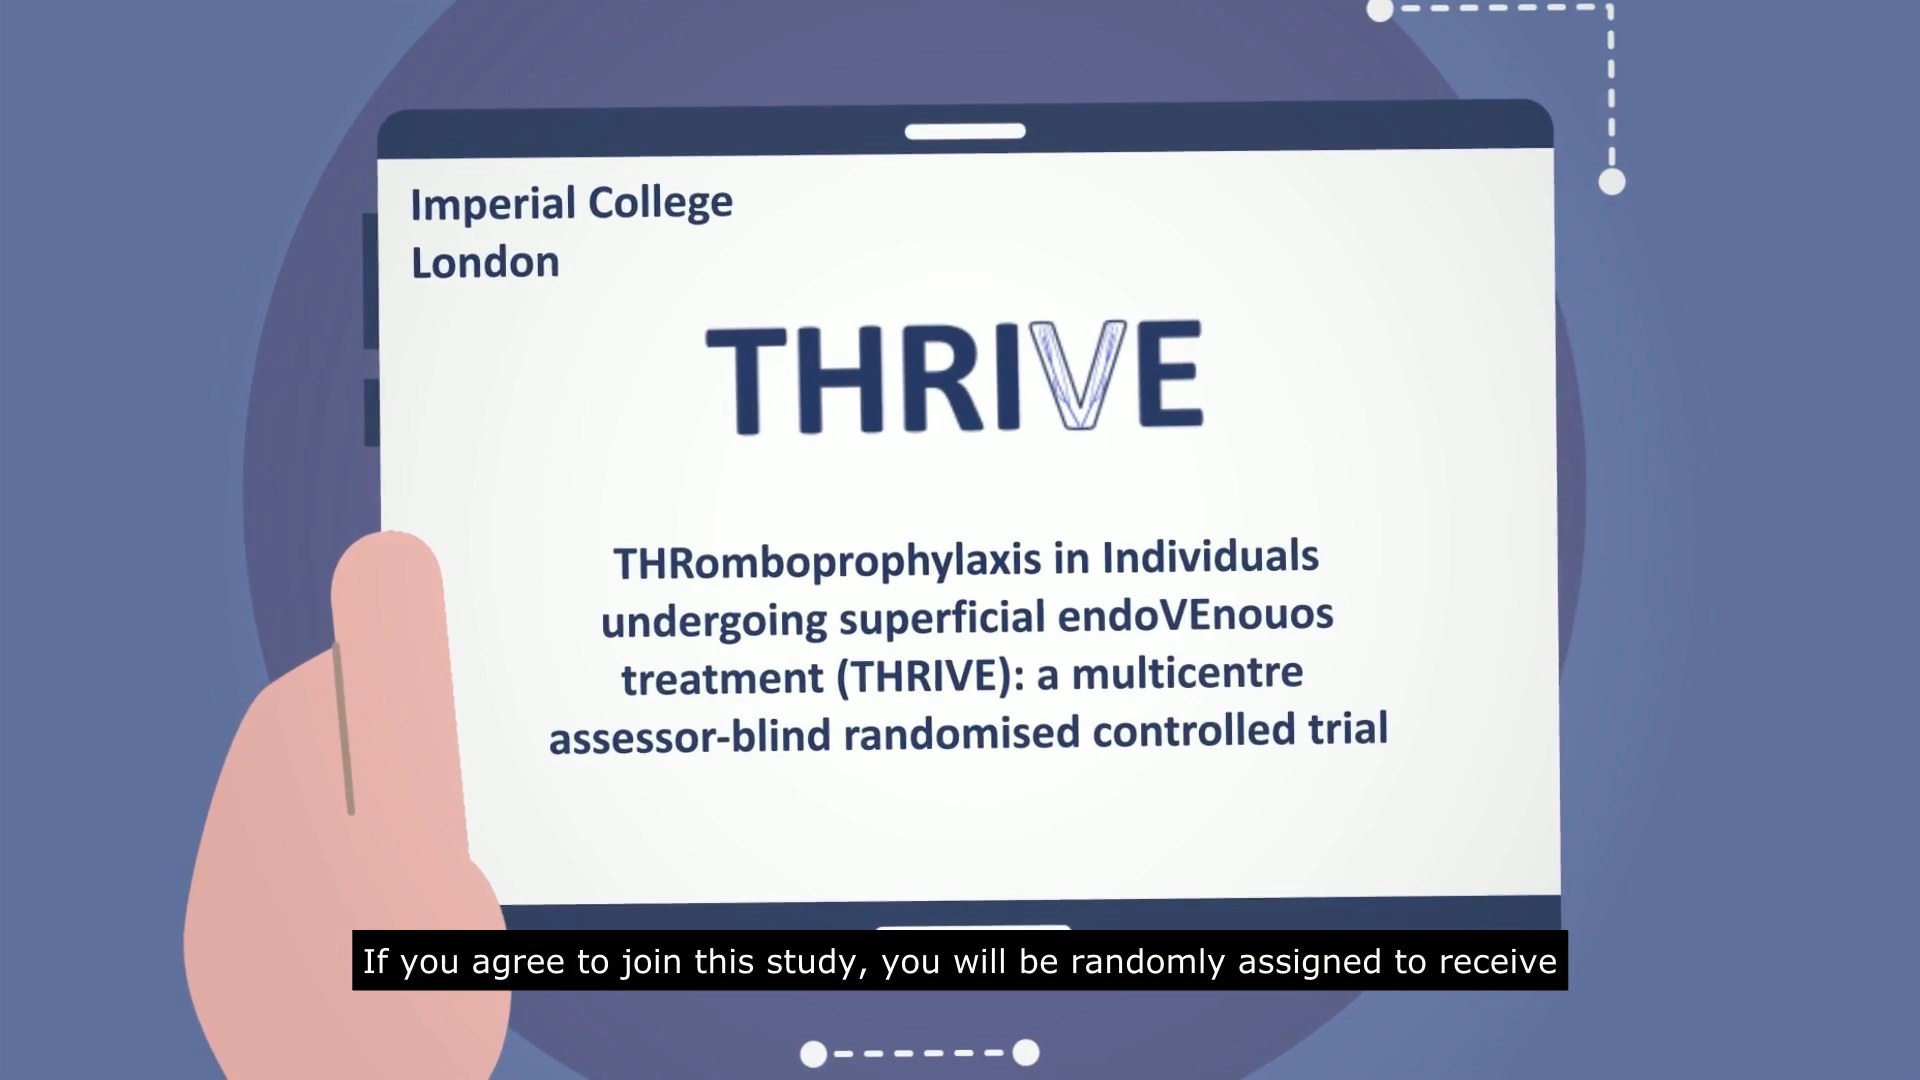 Imperial College
London
THRIVE
THRomboprophylaxis in Individuals
undergoing superficial endoVEnouos
treatment (THRIVE): a multicentre
assessor-blind randomised controlled trial
If you agree to join this study, you will be randomly assigned to receive